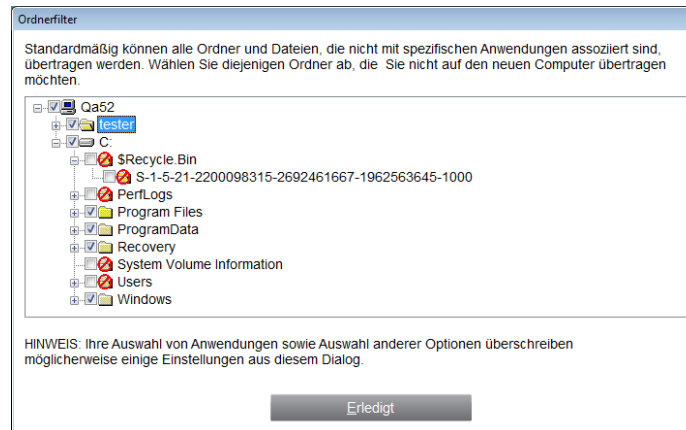 Ordnerfilter
Standardmäßig können alle Ordner und Dateien, die nicht mit spezifischen Anwendungen assoziiert sind,
übertragen werden. Wählen Sie diejenigen Ordner ab, die Sie nicht auf den neuen Computer übertragen
möchten.
Qa52
tester
C:
$Recycle.Bin
S-1-5-21-2200098315-2692461667-1962563645-1000
PerfLogs
Program Files
ProgramData
Recovery
System Volume Information
Users
Windows
HINWEIS: Ihre Auswahl von Anwendungen sowie Auswahl anderer Optionen überschreiben
möglicherweise einige Einstellungen aus diesem Dialog.
Erledigt